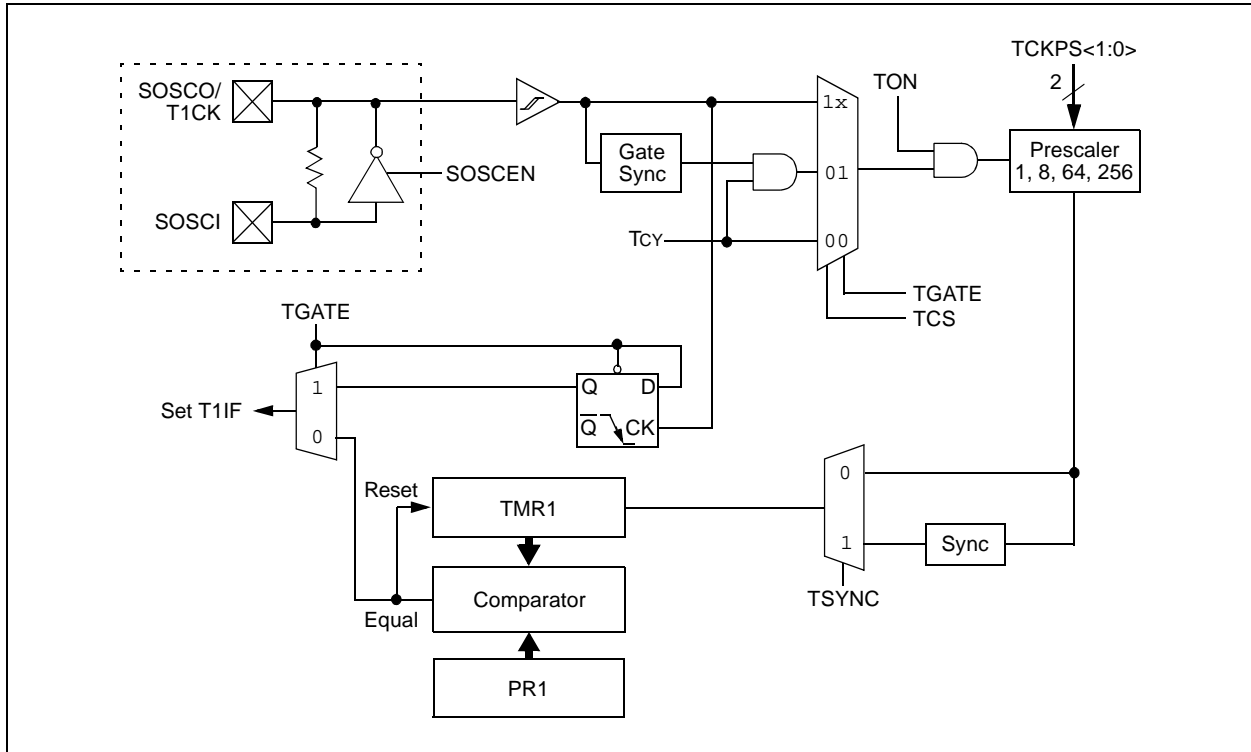 TCKPS<1:0>
2
SOSCO/
T1CK
TON
1x
Prescaler
1, 8, 64, 256
Gate
Sync
SOSCEN
01
SOSCI
TCY
00
TGATE
TCS
TGATE
1
Q
D
Set T1IF
Q
CK
0
0
Reset
TMR1
1
Sync
TSYNC
Comparator
Equal
PR1